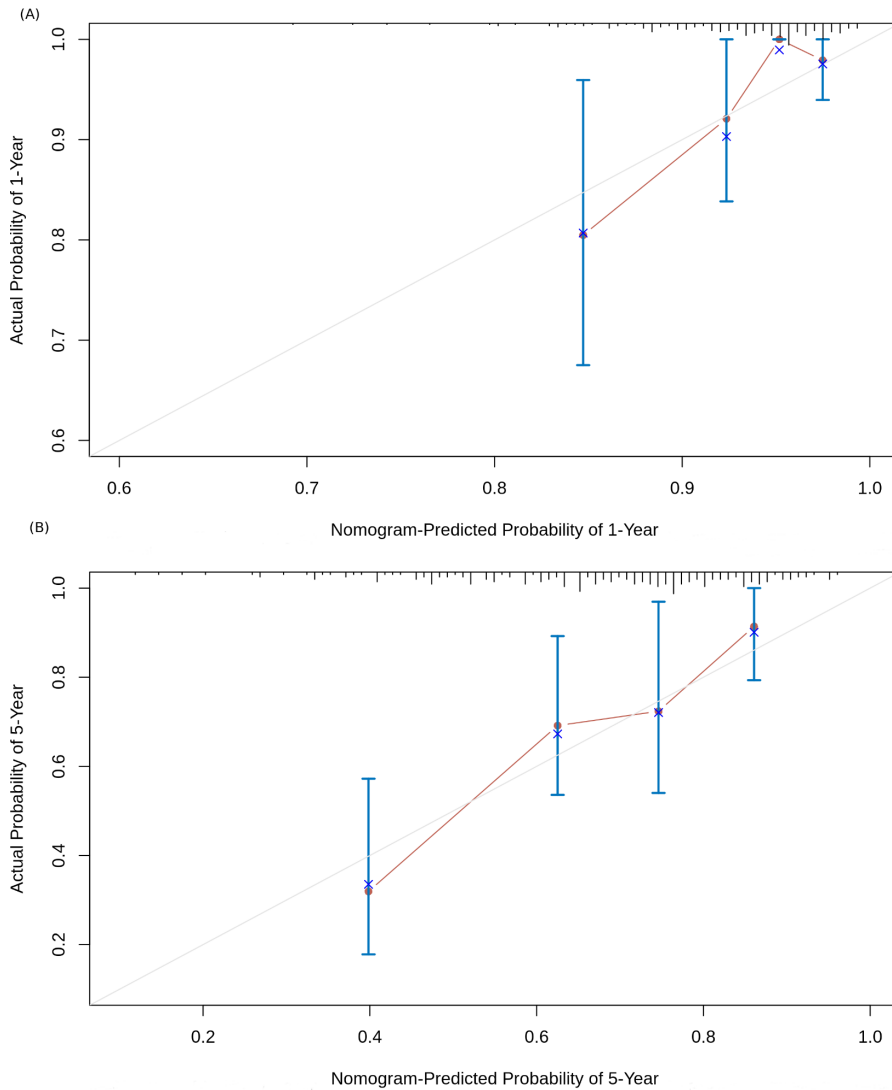 (A)
1.0
0.9
0.8
0.7
0.6
Actual Probability of 1-Year
0.6 0.7 0.8 0.9 1.0
Nomogram-Predicted Probability of 1-Year
(B)
1.0
0.8
0.6
0.4
0.2
Actual Probability of 5-Year
0.2 0.4 0.6 0.8 1.0
Nomogram-Predicted Probability of 5-Year